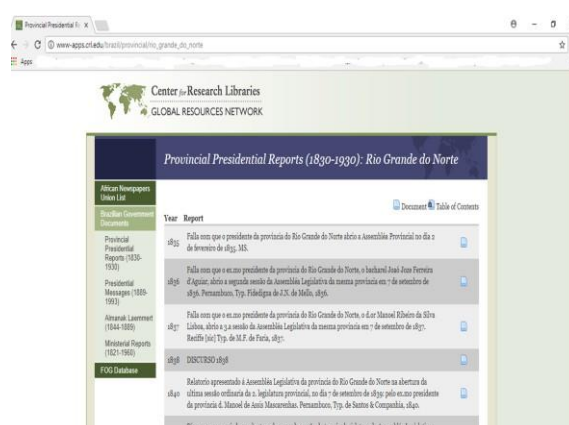 Provincial Presidential R
www-apps.crl.edu/brazil/provincial/rio_grande_do_norte
Apps
Center for Research Libraries
GLOBAL RESOURCES NETWORK
Provincial Presidential Reports (1830-1930): Rio Grande do Norte
African Newspapers
Union List
Brazilian Government
Documents
Provincial
Presidential
Reports (1830-
1930)
Presidential
Messages (1889-
1993)
Almanak Laemmert
(1844-1889)
Ministerial Reports
(1821-1960)
FOG Database
Document Table of Contents
Year Report
1835 Falla com que o presidente da provincia do Rio Grande do Norte abrio a Assembléa Provincial no dia 2
de fevereiro de 1835. MS.
1836 Falla com que o ex.mo prezidente da provincia do Rio Grande do Norte, o bacharel José Joze Ferreira
d'Aguiar, abrio a segunda sessão da Assembléa Legislativa da mesma provincia em 7 de setembro de
1836. Pernambuco, Typ. Fidedigna de J.N. de Mello, 1836.
1837 Falla com que o ex.mo prezidente da provincia do Rio Grande do Norte, o d.or Manoel Ribeiro da Silva
Lisboa, abrio a 3.a sessão da Assembléa Legislativa da mesma provincia em 7 de setembro de 1837.
Reciffe [sic] Typ. de M.F. de Faria, 1837.
1838 DISCURSO 1838
1840 Relatorio apresentado á Assembléa Legislativa da provincia do Rio Grande do Norte na abertura da
ultima sessão ordinaria da 2. legislatura provincial, no dia 7 de setembro de 1839; pelo ex.mo presidente
da provincia d. Manoel de Assis Mascarenhas. Pernambuco, Typ. de Santos & Companhia, 1840.